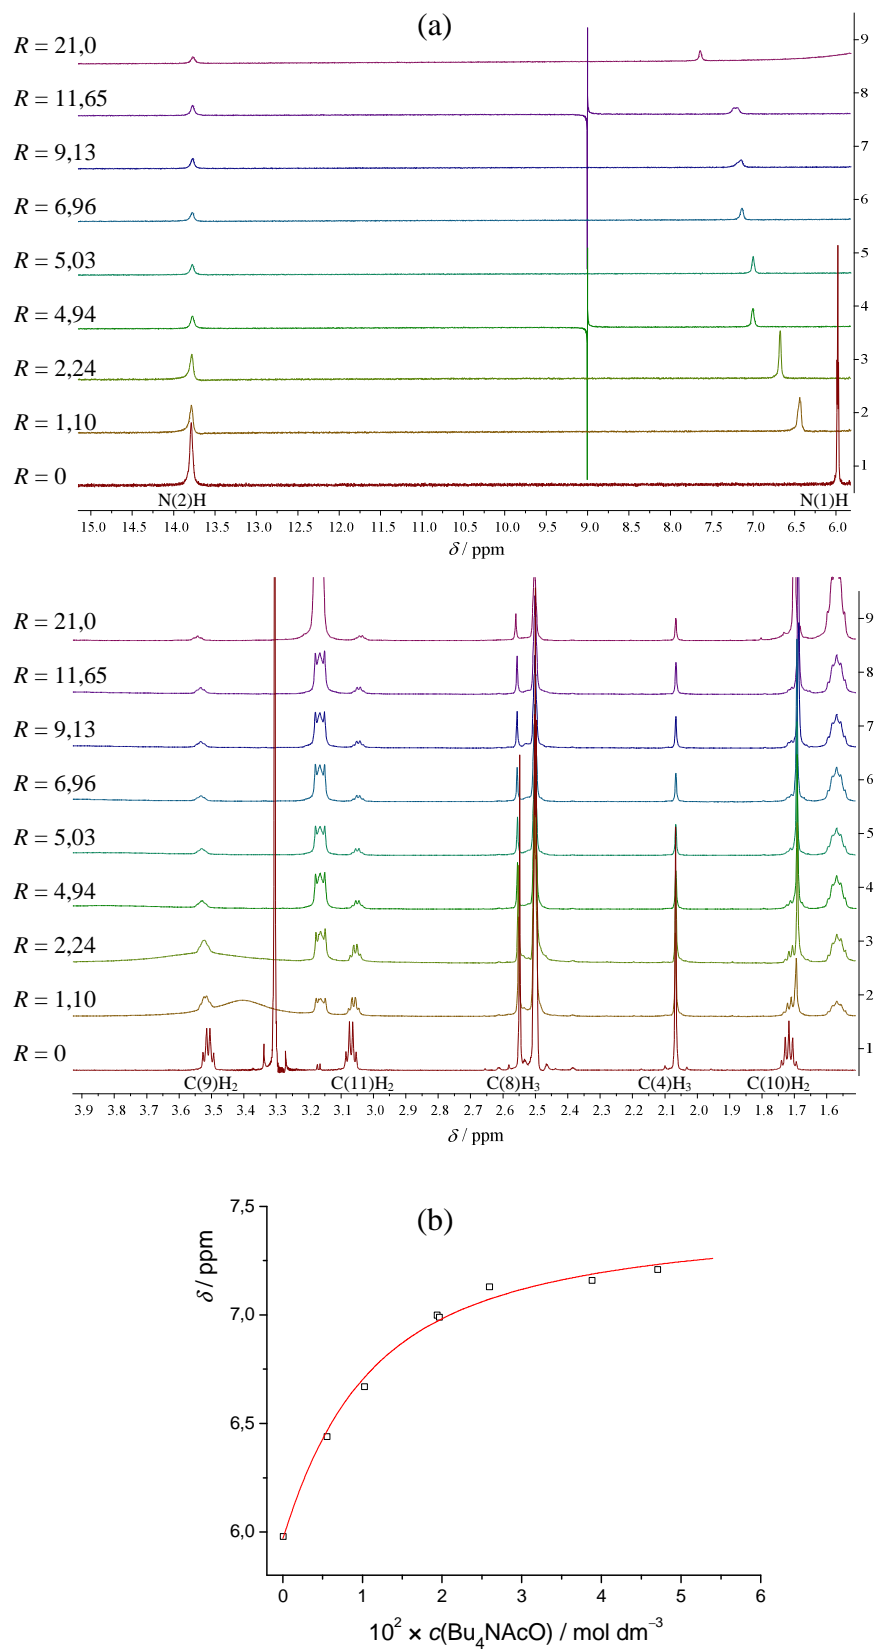 (a)
R = 21,0
R = 11,65
R = 9,13
R = 6,96
R = 5,03
R = 4,94
R = 2,24
R = 1,10
R = 0
9
8
7
6
5
4
3
2
1
N(2)H N(1)H
15.0 14.5 14.0 13.5 13.0 12.5 12.0 11.5 11.0 10.5 10.0 9.5 9.0 8.5 8.0 7.5 7.0 6.5 6.0
δ / ppm
R = 21,0
R = 11,65
R = 9,13
R = 6,96
R = 5,03
R = 4,94
R = 2,24
R = 1,10
R = 0
9
8
7
6
5
4
3
2
1
C(9)H₂ C(11)H₂ C(8)H₃ C(4)H₃ C(10)H₂
3.9 3.8 3.7 3.6 3.5 3.4 3.3 3.2 3.1 3.0 2.9 2.8 2.7 2.6 2.5 2.4 2.3 2.2 2.1 2.0 1.9 1.8 1.7 1.6
δ / ppm
(b)
δ / ppm
7,5
7,0
6,5
6,0
0 1 2 3 4 5 6
10² × c(Bu₄NAcO) / mol dm⁻³